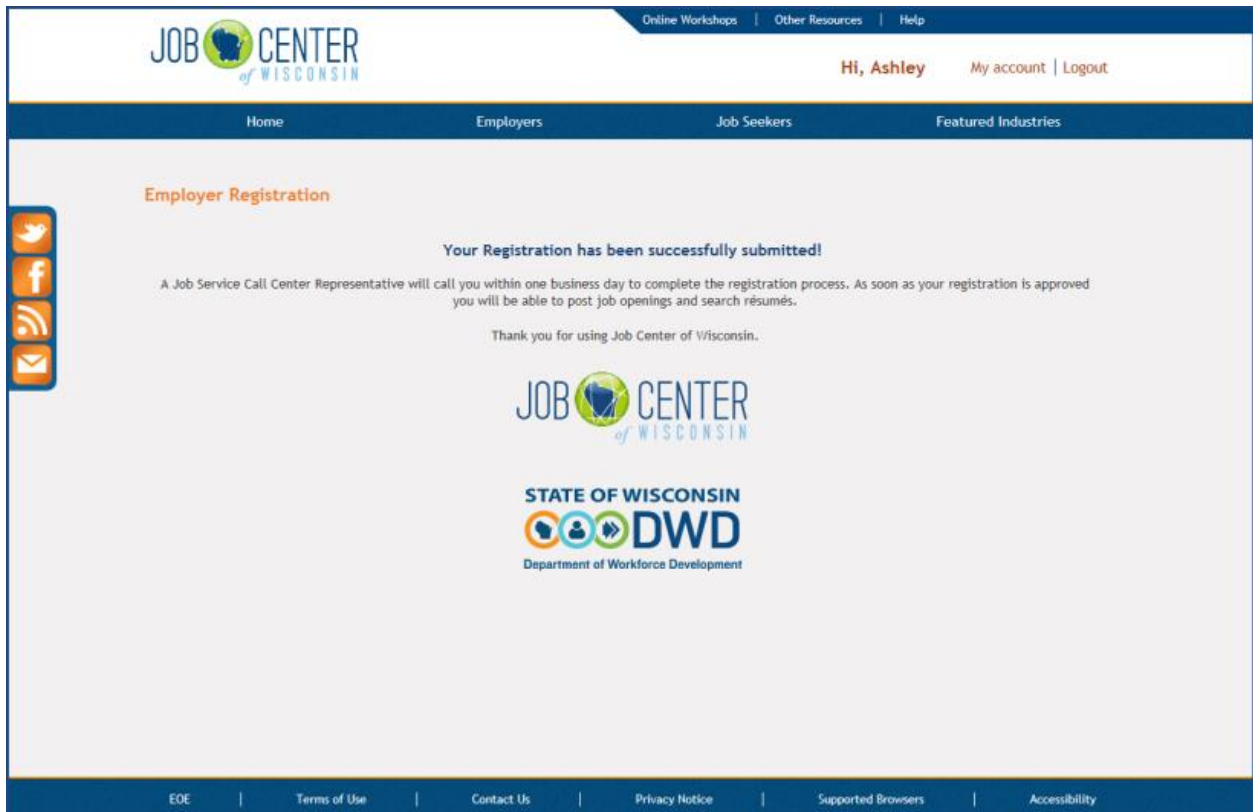 Online Workshops | Other Resources | Help
JOB CENTER
of WISCONSIN
Hi, Ashley My account | Logout
Home Employers Job Seekers Featured Industries
Employer Registration
Your Registration has been successfully submitted!
A Job Service Call Center Representative will call you within one business day to complete the registration process. As soon as your registration is approved
you will be able to post job openings and search résumés.
Thank you for using Job Center of Wisconsin.
JOB CENTER
of WISCONSIN
STATE OF WISCONSIN
DWD
Department of Workforce Development
EOE | Terms of Use | Contact Us | Privacy Notice | Supported Browsers | Accessibility